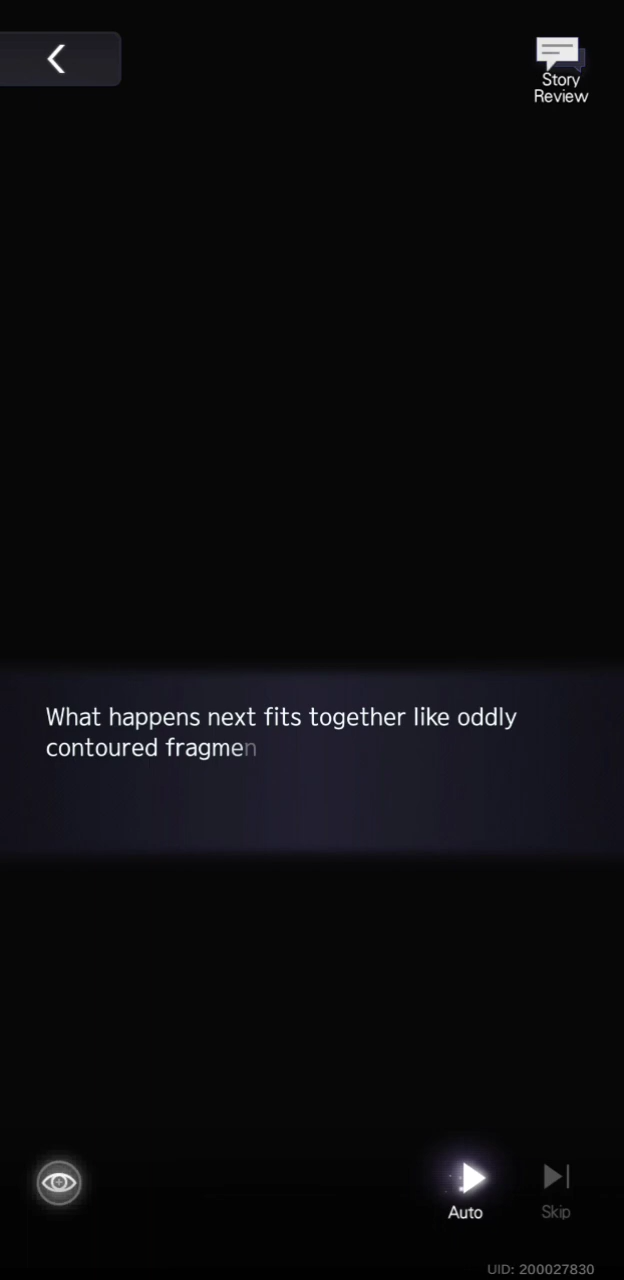 Story
Review
What happens next fits together like oddly
contoured fragmen
Auto
Skip
UID: 200027830